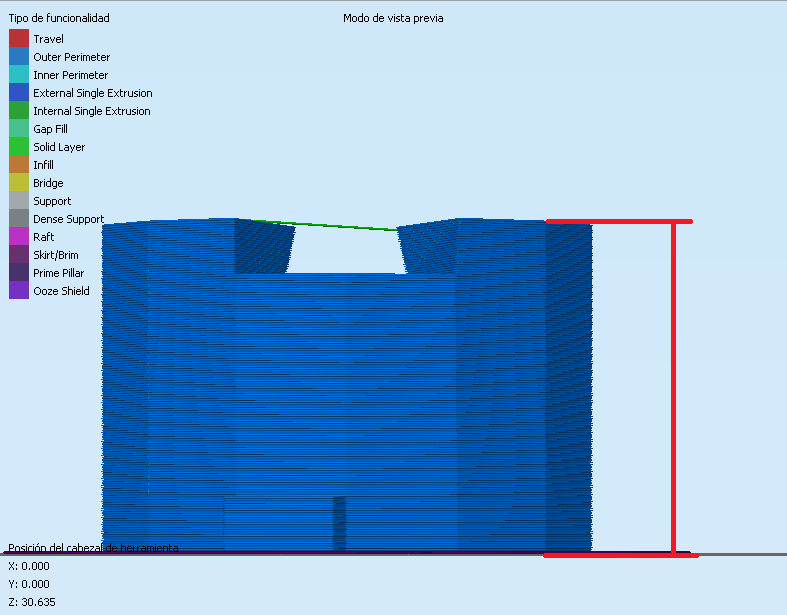 Tipo de funcionalidad
Modo de vista previa
Travel
Outer Perimeter
Inner Perimeter
External Single Extrusion
Internal Single Extrusion
Gap Fill
Solid Layer
Infill
Bridge
Support
Dense Support
Raft
Skirt/Brim
Prime Pillar
Ooze Shield
Posición del cabezal de herramienta
X: 0.000
Y: 0.000
Z: 30.635